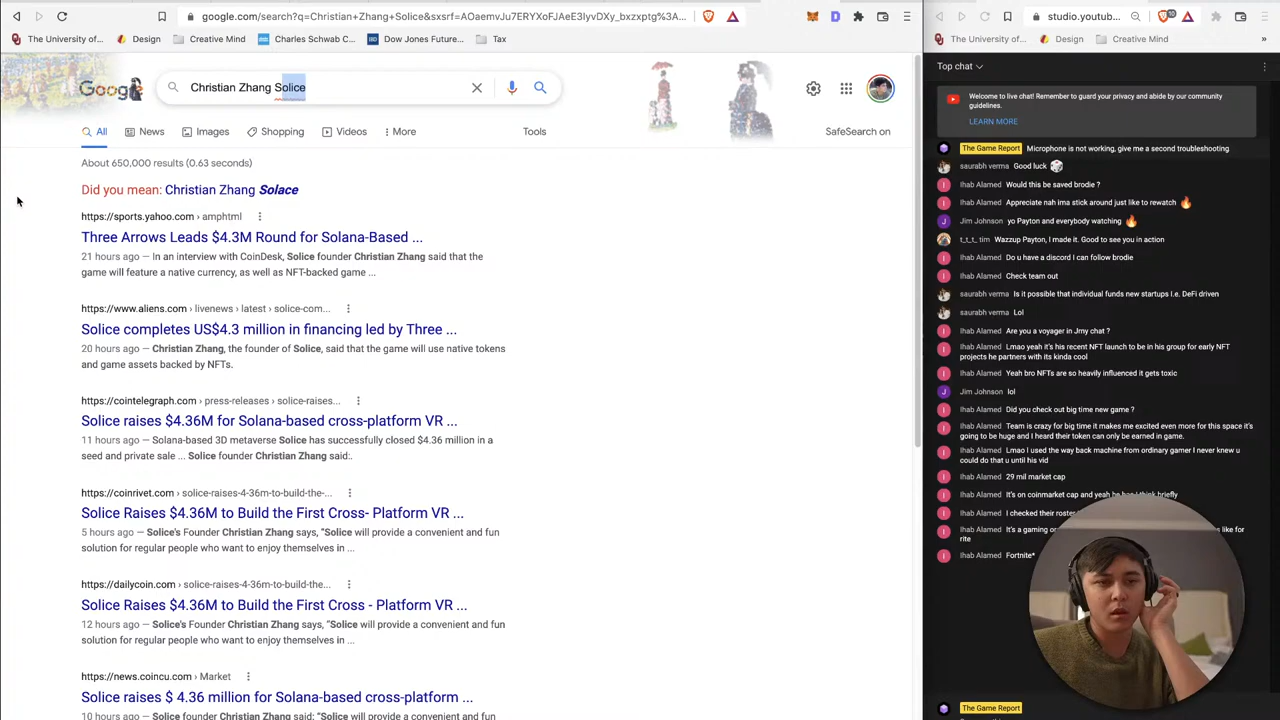 google.com/search?q=Christian+Zhang+Solice&sxsrf=AOaemvJu7ERYXoFJAeE3IyvDXy_bxzxptg%3A...
The University of...
Design
Creative Mind
Charles Schwab C...
Dow Jones Future...
Tax
Google
Christian Zhang Solice
All
News
Images
Shopping
Videos
More
Tools
SafeSearch on
About 650,000 results (0.63 seconds)
Did you mean: Christian Zhang Solace
https://sports.yahoo.com › amphtml
Three Arrows Leads $4.3M Round for Solana-Based ...
21 hours ago — In an interview with CoinDesk, Solice founder Christian Zhang said that the
game will feature a native currency, as well as NFT-backed game ...
https://www.aliens.com › livenews › latest › solice-com...
Solice completes US$4.3 million in financing led by Three ...
20 hours ago — Christian Zhang, the founder of Solice, said that the game will use native tokens
and game assets backed by NFTs.
https://cointelegraph.com › press-releases › solice-raises...
Solice raises $4.36M for Solana-based cross-platform VR ...
11 hours ago — Solana-based 3D metaverse Solice has successfully closed $4.36 million in a
seed and private sale ... Solice founder Christian Zhang said:.
https://coinrivet.com › solice-raises-4-36m-to-build-the-...
Solice Raises $4.36M to Build the First Cross- Platform VR ...
5 hours ago — Solice's Founder Christian Zhang says, "Solice will provide a convenient and fun
solution for regular people who want to enjoy themselves in ...
https://dailycoin.com › solice-raises-4-36m-to-build-the...
Solice Raises $4.36M to Build the First Cross - Platform VR ...
12 hours ago — Solice's Founder Christian Zhang says, "Solice will provide a convenient and fun
solution for regular people who want to enjoy themselves in ...
https://news.coincu.com › Market
Solice raises $ 4.36 million for Solana-based cross-platform ...
10 hours ago — Solice founder Christian Zhang said: "Solice will provide a convenient and fun
studio.youtub...
10
The University of...
Design
Creative Mind
»
Top chat
Welcome to live chat! Remember to guard your privacy and abide by our community
guidelines.
LEARN MORE
The Game Report Microphone is not working, give me a second troubleshooting
saurabh verma Good luck
Ihab Alamed Would this be saved brodie ?
Ihab Alamed Appreciate nah ima stick around just like to rewatch
Jim Johnson yo Payton and everybody watching
t_t_t_ tim Wazzup Payton, I made it. Good to see you in action
Ihab Alamed Do u have a discord I can follow brodie
Ihab Alamed Check team out
saurabh verma Is it possible that individual funds new startups I.e. DeFi driven
saurabh verma Lol
Ihab Alamed Are you a voyager in Jrny chat ?
Ihab Alamed Lmao yeah it's his recent NFT launch to be in his group for early NFT
projects he partners with its kinda cool
Ihab Alamed Yeah bro NFTs are so heavily influenced it gets toxic
Jim Johnson lol
Ihab Alamed Did you check out big time new game ?
Ihab Alamed Team is crazy for big time it makes me excited even more for this space it's
going to be huge and I heard their token can only be earned in game.
Ihab Alamed Lmao I used the way back machine from ordinary gamer I never knew u
could do that u until his vid
Ihab Alamed 29 mil market cap
Ihab Alamed It's on coinmarket cap and yeah he has I think briefly
Ihab Alamed I checked their roster
Ihab Alamed It's a gaming or s like for
rite
Ihab Alamed Fortnite*
The Game Report